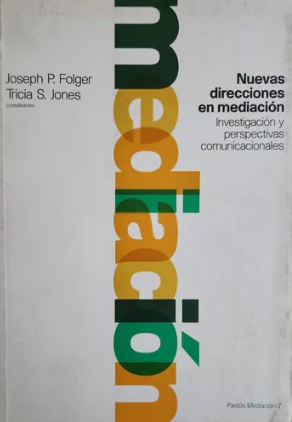 Joseph P. Folger
Tricia S. Jones
compiladores
mediación
Nuevas
direcciones
en mediación
Investigación y
perspectivas
comunicacionales
Paidós Mediación 7